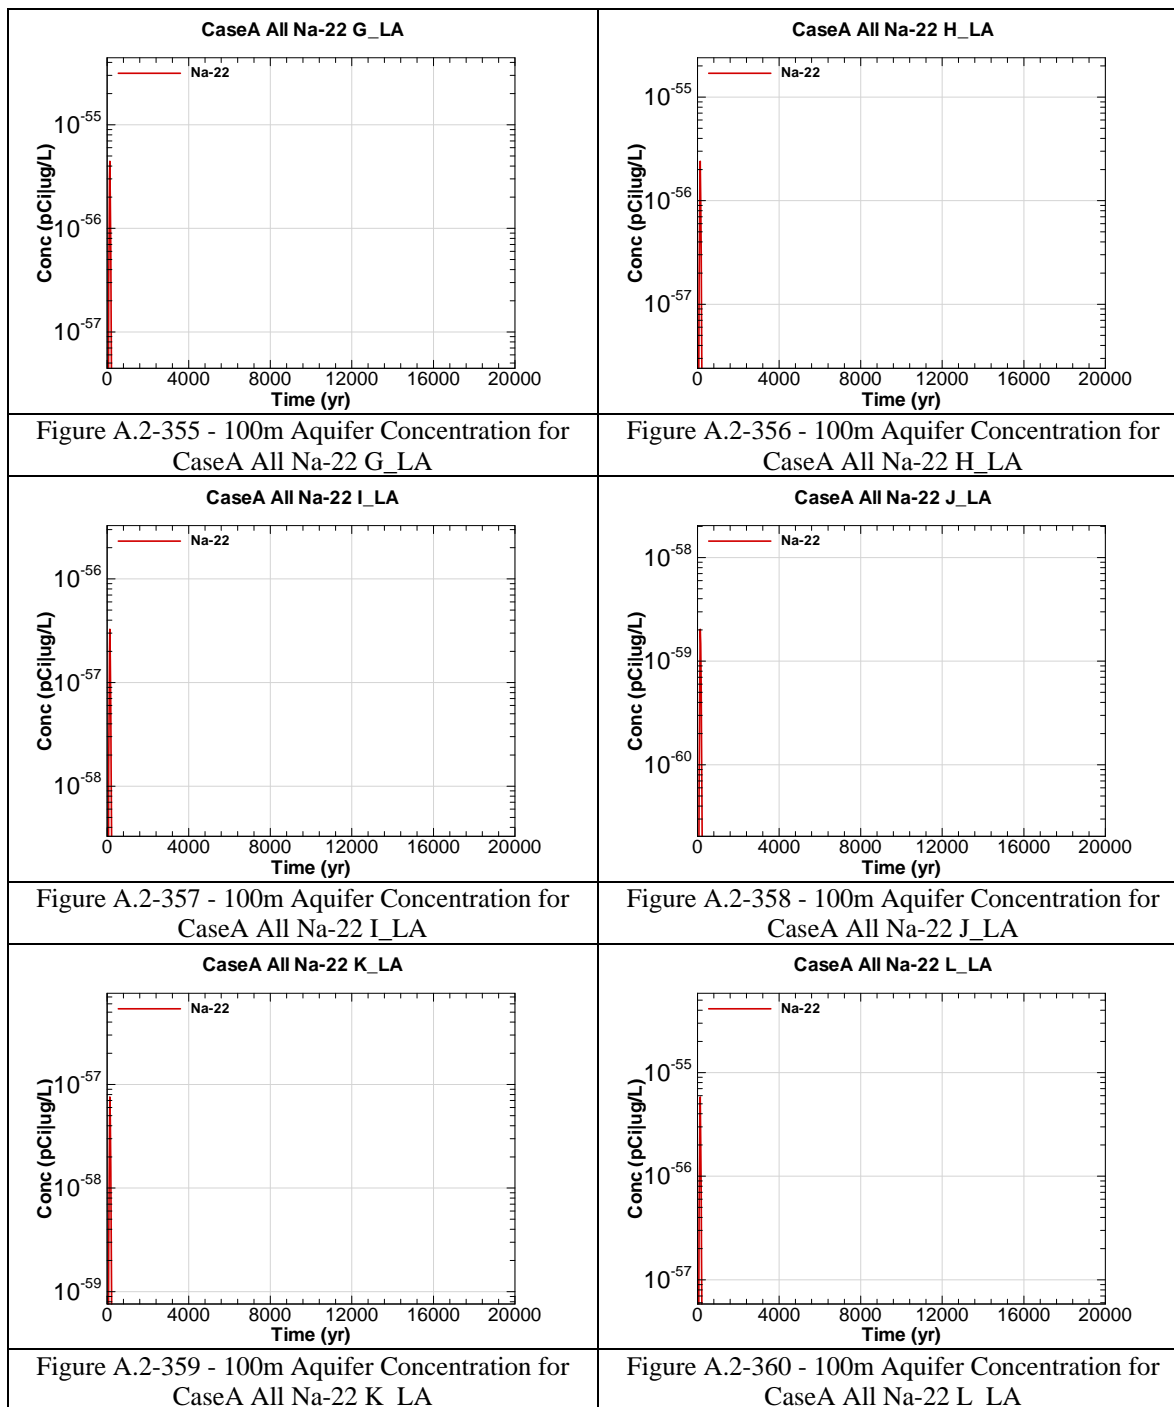 CaseA All Na-22 G_LA
Na-22
Conc (pCi|ug/L)
10-55
10-56
10-57
0 4000 8000 12000 16000 20000
Time (yr)
Figure A.2-355 - 100m Aquifer Concentration for
CaseA All Na-22 G_LA
CaseA All Na-22 H_LA
Na-22
Conc (pCi|ug/L)
10-55
10-56
10-57
0 4000 8000 12000 16000 20000
Time (yr)
Figure A.2-356 - 100m Aquifer Concentration for
CaseA All Na-22 H_LA
CaseA All Na-22 I_LA
Na-22
Conc (pCi|ug/L)
10-56
10-57
10-58
0 4000 8000 12000 16000 20000
Time (yr)
Figure A.2-357 - 100m Aquifer Concentration for
CaseA All Na-22 I_LA
CaseA All Na-22 J_LA
Na-22
Conc (pCi|ug/L)
10-58
10-59
10-60
0 4000 8000 12000 16000 20000
Time (yr)
Figure A.2-358 - 100m Aquifer Concentration for
CaseA All Na-22 J_LA
CaseA All Na-22 K_LA
Na-22
Conc (pCi|ug/L)
10-57
10-58
10-59
0 4000 8000 12000 16000 20000
Time (yr)
Figure A.2-359 - 100m Aquifer Concentration for
CaseA All Na-22 K_LA
CaseA All Na-22 L_LA
Na-22
Conc (pCi|ug/L)
10-55
10-56
10-57
0 4000 8000 12000 16000 20000
Time (yr)
Figure A.2-360 - 100m Aquifer Concentration for
CaseA All Na-22 L_LA